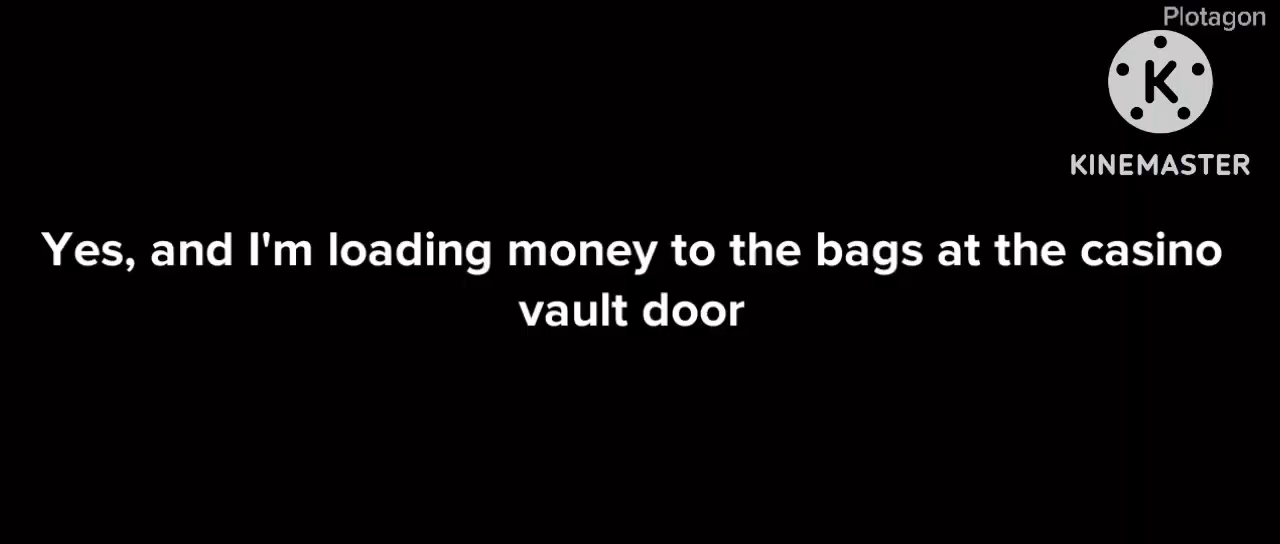 Plotagon
K
KINEMASTER
Yes, and I'm loading money to the bags at the casino
vault door